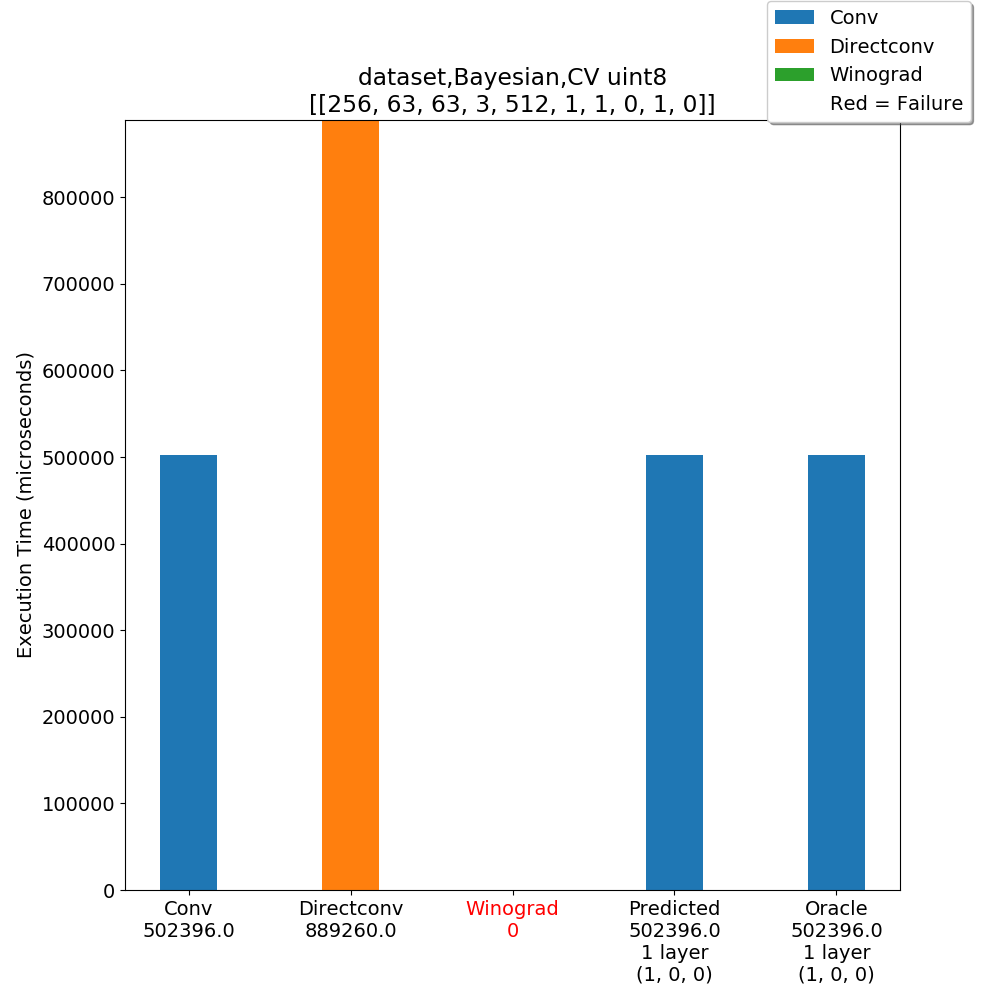 Conv
Directconv
Winograd
Red = Failure
dataset,Bayesian,CV uint8
[[256, 63, 63, 3, 512, 1, 1, 0, 1, 0]]
Execution Time (microseconds)
800000
700000
600000
500000
400000
300000
200000
100000
0
Conv
502396.0
Directconv
889260.0
Winograd
0
Predicted
502396.0
1 layer
(1, 0, 0)
Oracle
502396.0
1 layer
(1, 0, 0)